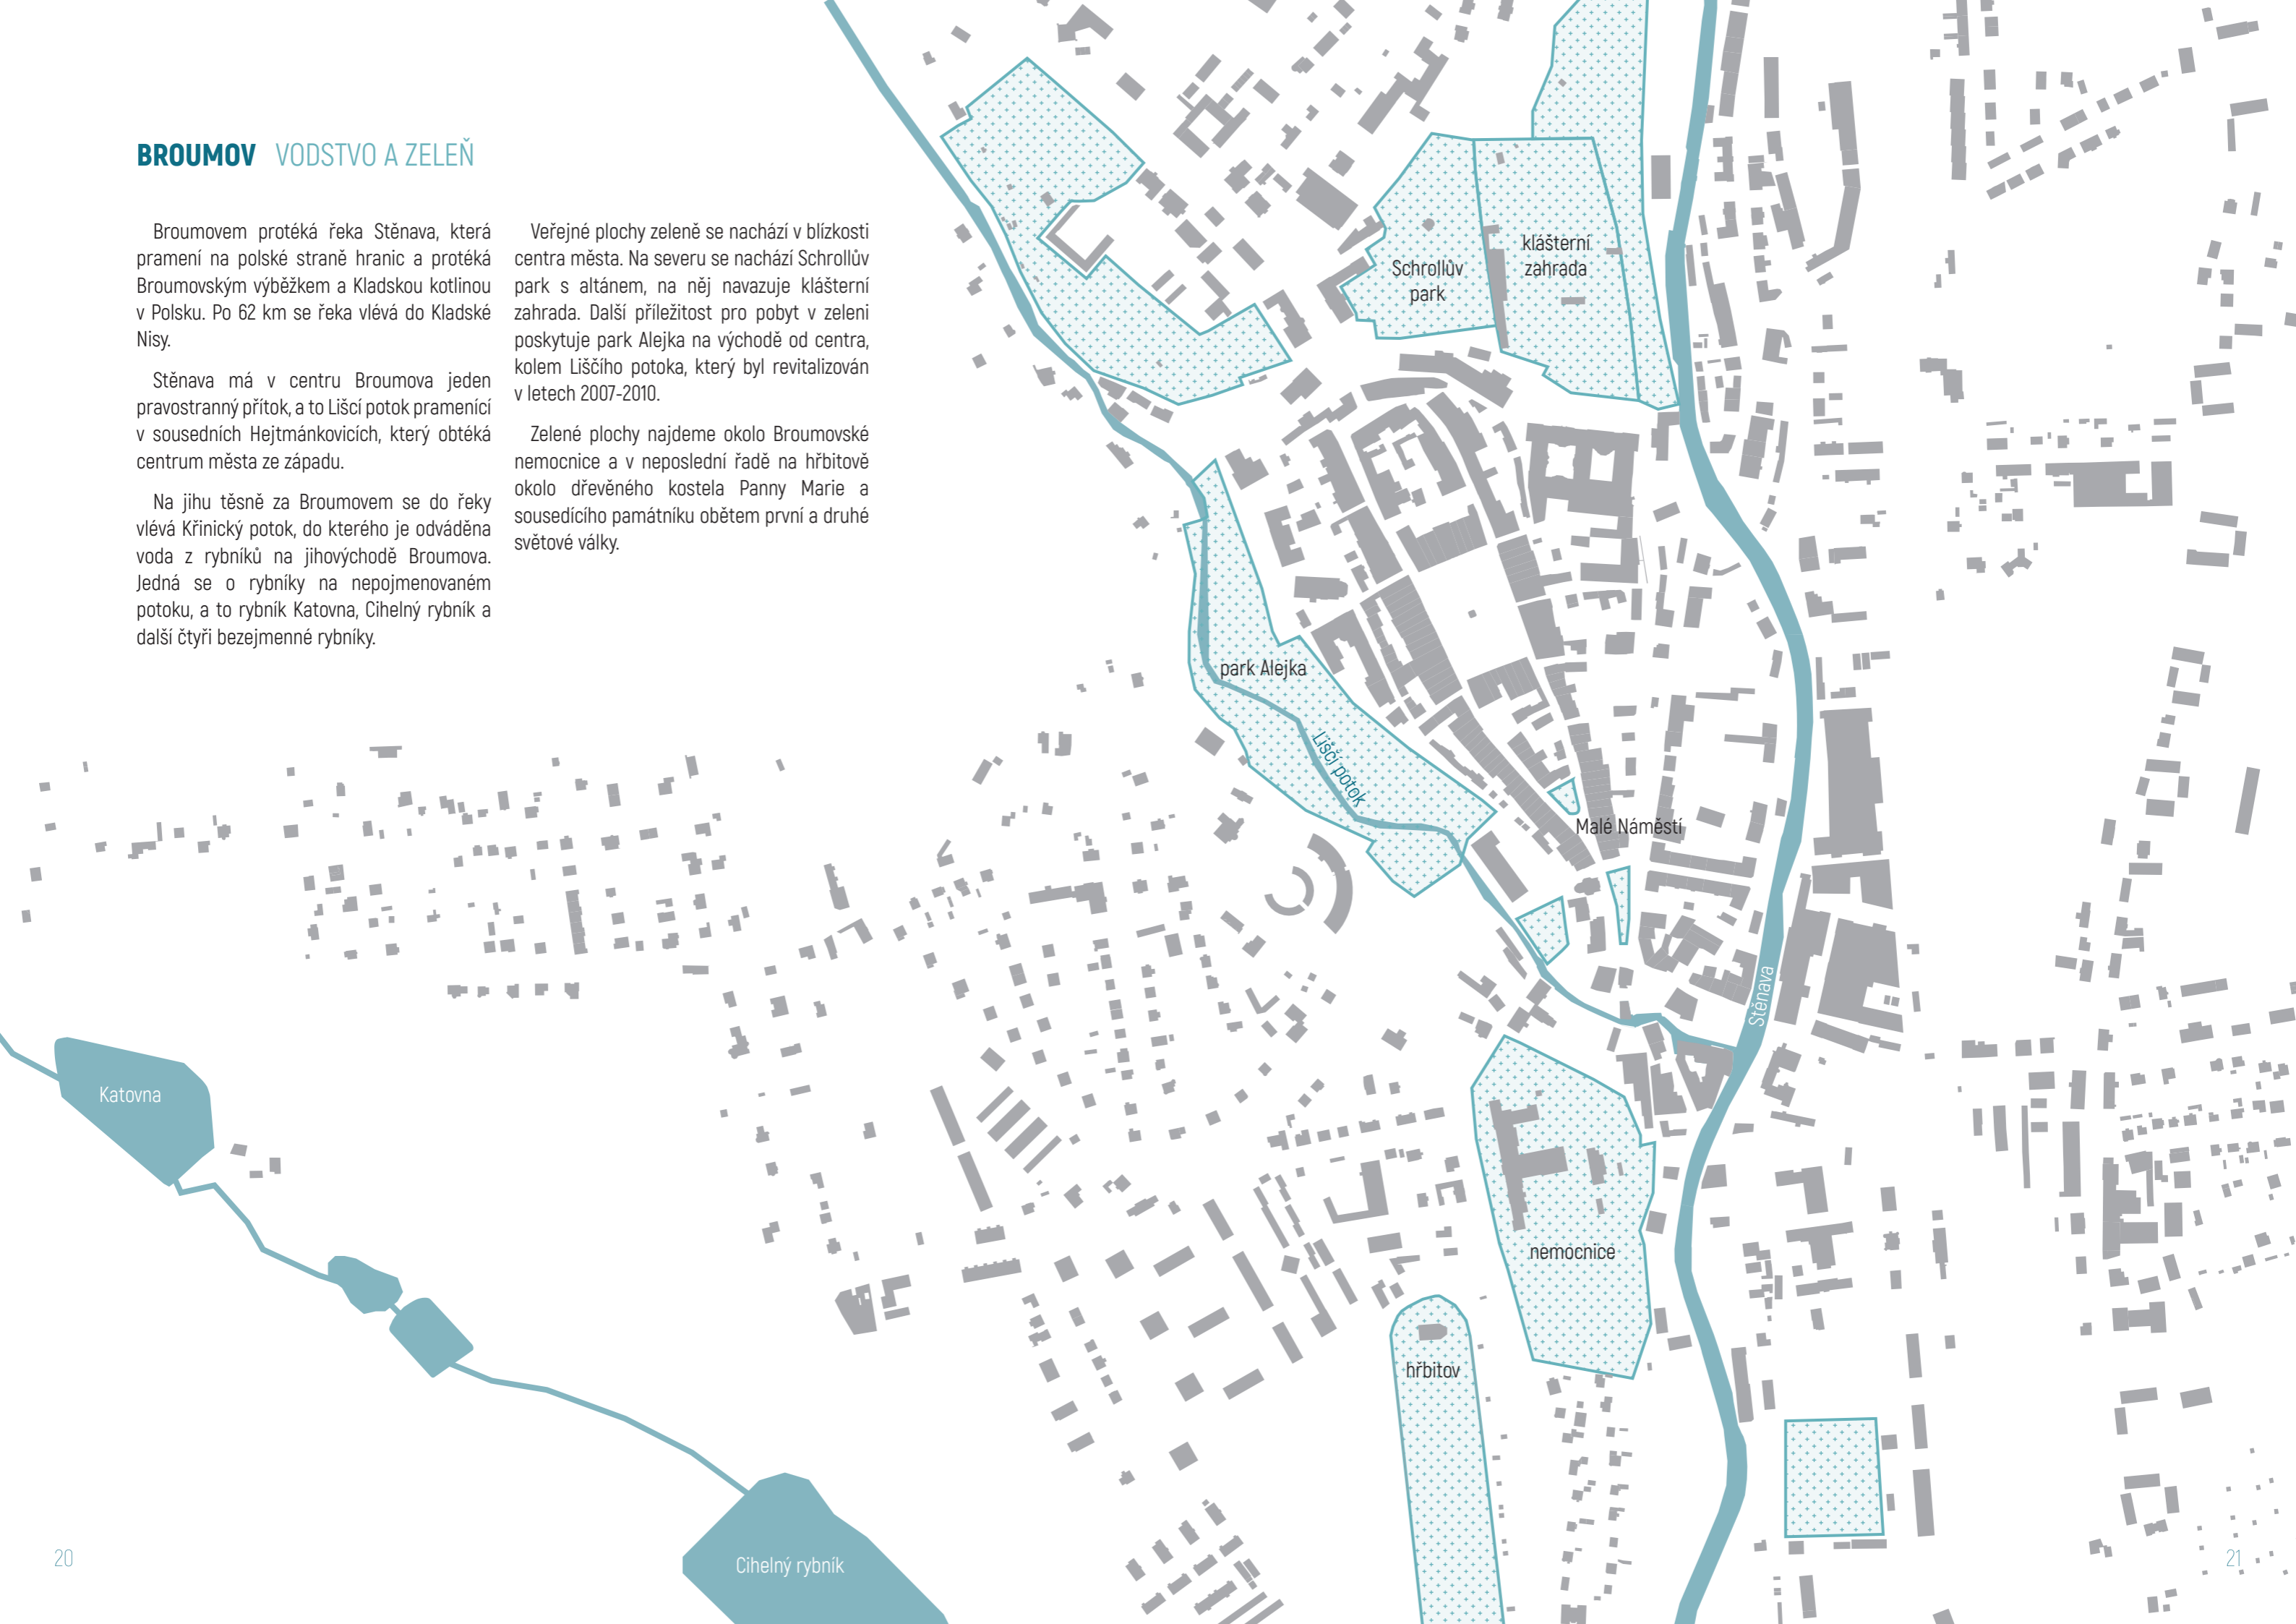 BROUMOV VODSTVO A ZELEŇ
Broumovem protéká řeka Stěnava, která
pramení na polské straně hranic a protéká
Broumovským výběžkem a Kladskou kotlinou
v Polsku. Po 62 km se řeka vlévá do Kladské
Nisy.
Stěnava má v centru Broumova jeden
pravostranný přítok, a to Lišcí potok pramenící
v sousedních Hejtmánkovicích, který obtéká
centrum města ze západu.
Na jihu těsně za Broumovem se do řeky
vlévá Křinický potok, do kterého je odváděna
voda z rybníků na jihovýchodě Broumova.
Jedná se o rybníky na nepojmenovaném
potoku, a to rybník Katovna, Cihelný rybník a
další čtyři bezejmenné rybníky.
Veřejné plochy zeleně se nachází v blízkosti
centra města. Na severu se nachází Schrollův
park s altánem, na něj navazuje klášterní
zahrada. Další příležitost pro pobyt v zeleni
poskytuje park Alejka na východě od centra,
kolem Liščího potoka, který byl revitalizován
v letech 2007-2010.
Zelené plochy najdeme okolo Broumovské
nemocnice a v neposlední řadě na hřbitově
okolo dřevěného kostela Panny Marie a
sousedícího památníku obětem první a druhé
světové války.
klášterní
zahrada
Schrollův
park
park Alejka
Liščí potok
Malé Náměstí
Stěnava
Katovna
nemocnice
hřbitov
Cihelný rybník
20
21